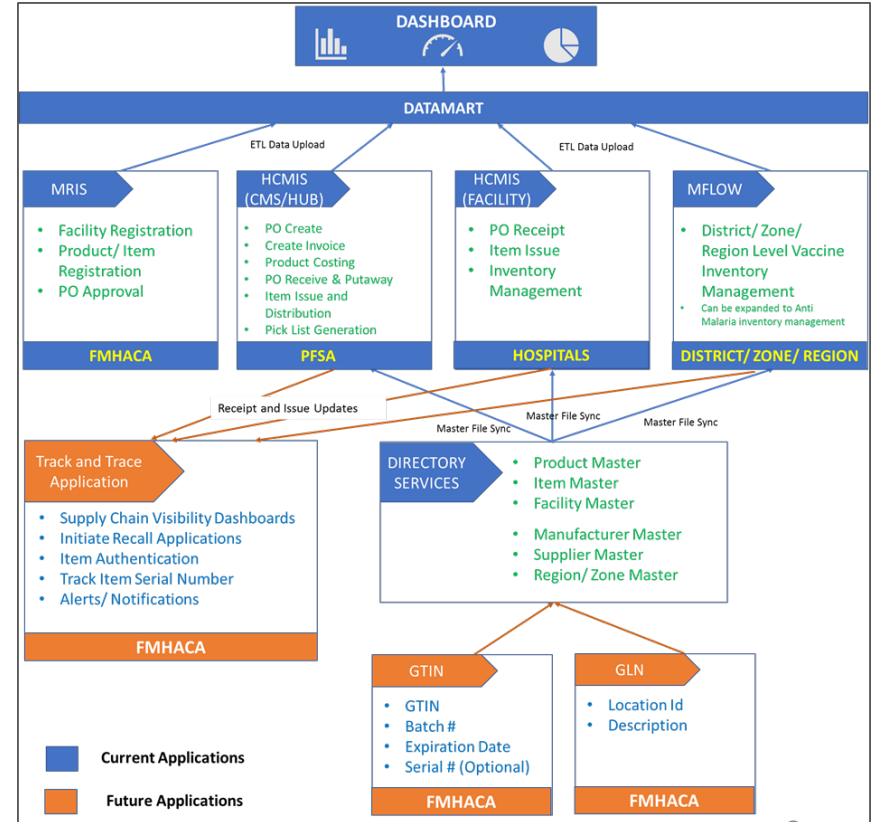 DASHBOARD
DATAMART
ETL Data Upload
ETL Data Upload
MRIS
• Facility Registration
• Product/ Item
Registration
• PO Approval
FMHACA
HCMIS
(CMS/HUB)
• PO Create
• Create Invoice
• Product Costing
• PO Receive & Putaway
• Item Issue and
Distribution
• Pick List Generation
PFSA
HCMIS
(FACILITY)
• PO Receipt
• Item Issue
• Inventory
Management
HOSPITALS
MFLOW
• District/ Zone/
Region Level Vaccine
Inventory
Management
• Can be expanded to Anti
Malaria inventory management
DISTRICT/ ZONE/ REGION
Receipt and Issue Updates
Master File Sync
Master File Sync
Master File Sync
Track and Trace
Application
• Supply Chain Visibility Dashboards
• Initiate Recall Applications
• Item Authentication
• Track Item Serial Number
• Alerts/ Notifications
FMHACA
DIRECTORY
SERVICES
• Product Master
• Item Master
• Facility Master
• Manufacturer Master
• Supplier Master
• Region/ Zone Master
GTIN
• GTIN
• Batch #
• Expiration Date
• Serial # (Optional)
FMHACA
GLN
• Location Id
• Description
FMHACA
Current Applications
Future Applications